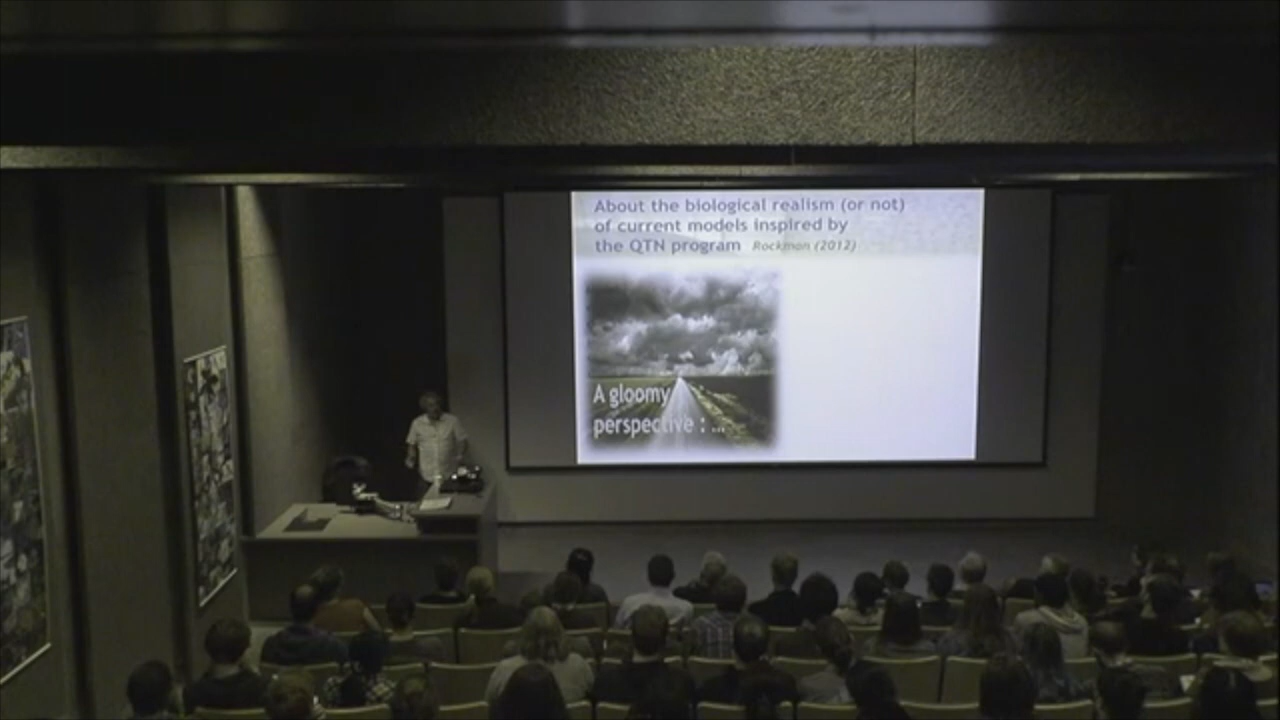 About the biological realism (or not)
of current models inspired by
the QTN program Rockman (2012)
A gloomy
perspective : ...